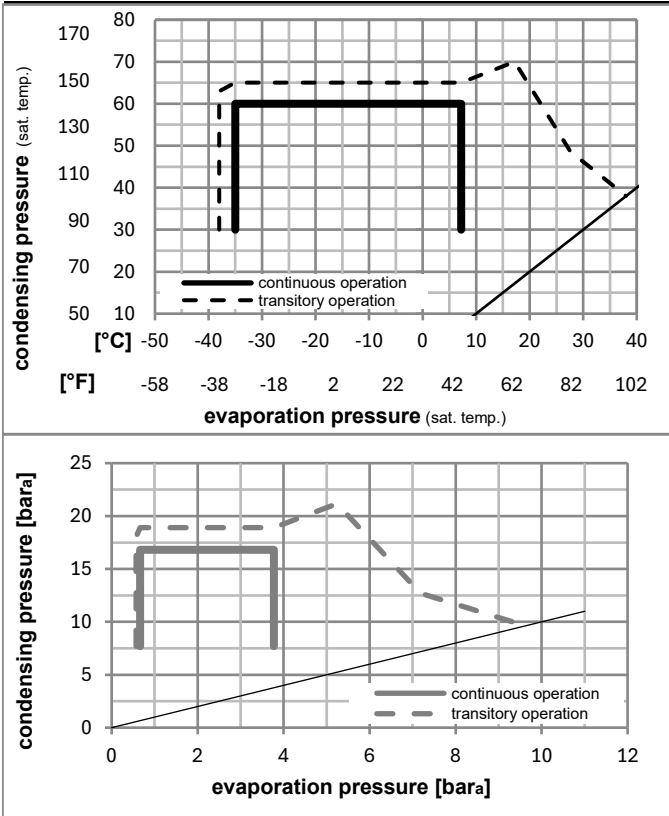 condensing pressure (sat. temp.)
170 80
70
150 60
130 50
110 40
90 30
70 20
50 10
continuous operation
transitory operation
[°C] -50 -40 -30 -20 -10 0 10 20 30 40
[°F] -58 -38 -18 2 22 42 62 82 102
evaporation pressure (sat. temp.)
condensing pressure [bara]
25
20
15
10
5
0
continuous operation
transitory operation
0 2 4 6 8 10 12
evaporation pressure [bara]